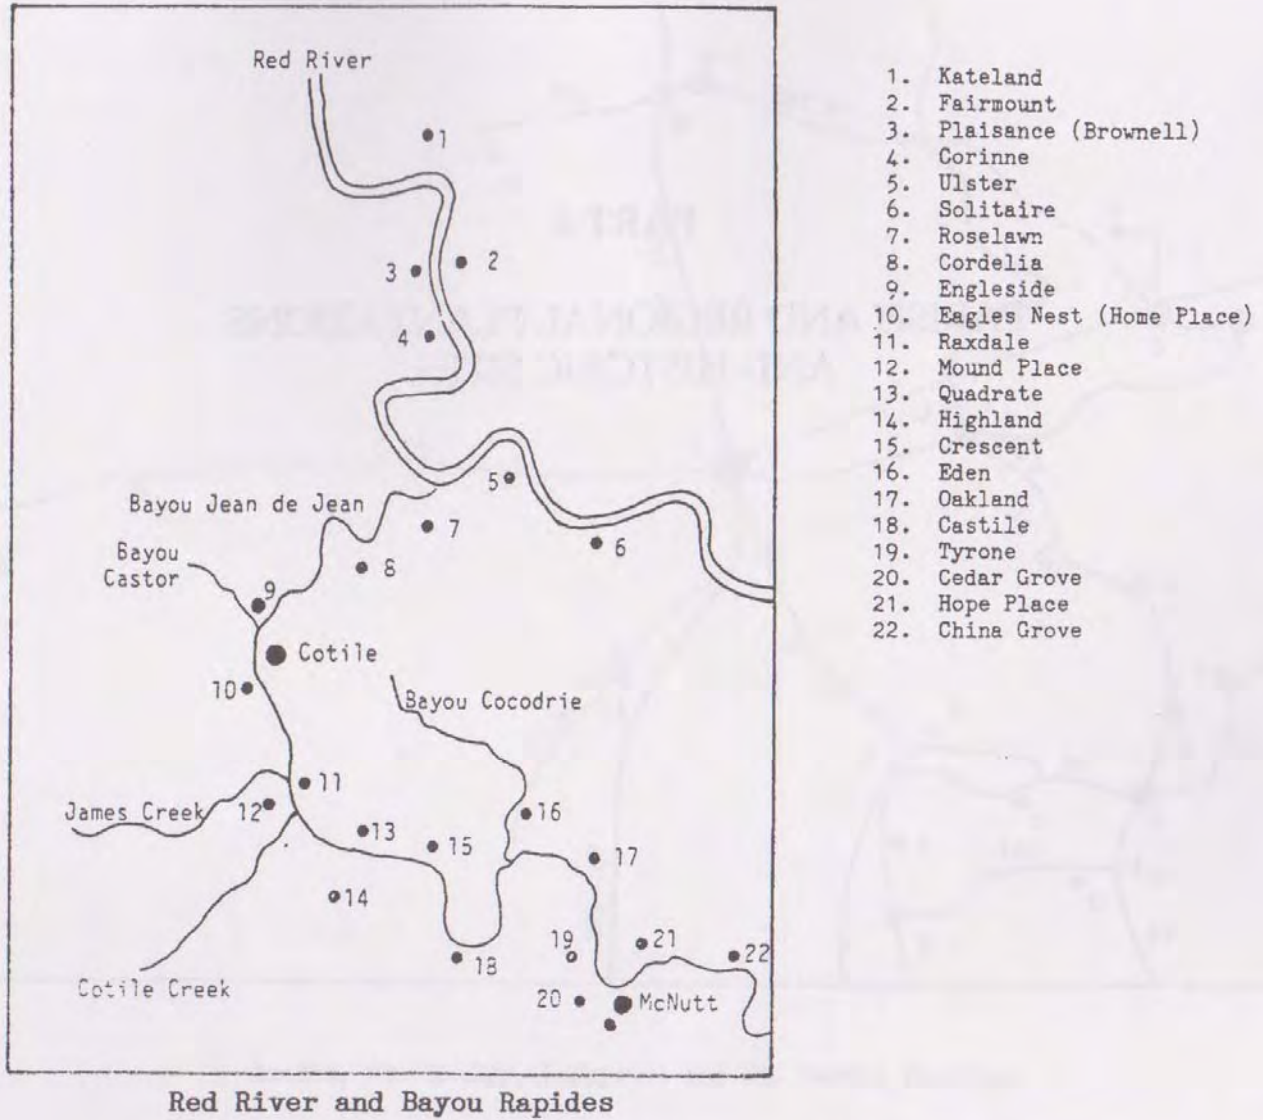 Red River
1
2
3
4
5
Bayou Jean de Jean
7
6
Bayou
Castor
8
9
Cotile
10
Bayou Cocodrie
11
James Creek
12
16
13
15
17
14
19
21
22
18
Cotile Creek
20
McNutt
1. Kateland
2. Fairmount
3. Plaisance (Brownell)
4. Corinne
5. Ulster
6. Solitaire
7. Roselawn
8. Cordelia
9. Engleside
10. Eagles Nest (Home Place)
11. Raxdale
12. Mound Place
13. Quadrate
14. Highland
15. Crescent
16. Eden
17. Oakland
18. Castile
19. Tyrone
20. Cedar Grove
21. Hope Place
22. China Grove
Red River and Bayou Rapides